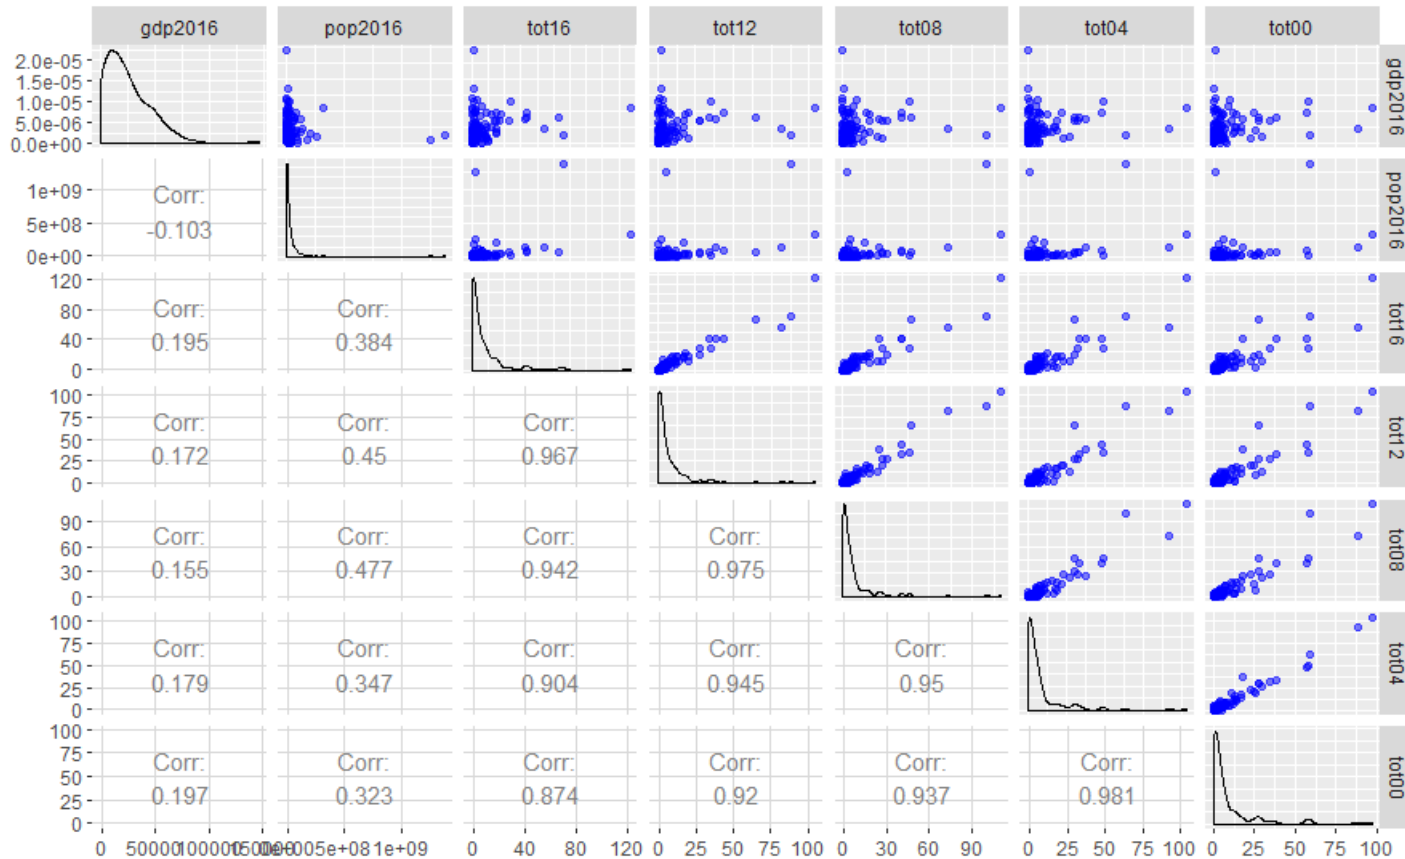 gdp2016 pop2016 tot16 tot12 tot08 tot04 tot00
2.0e-05
1.5e-05
1.0e-05
5.0e-06
0.0e+00
gdp2016
1e+09
5e+08
0e+00
Corr:
-0.103
pop2016
120
80
40
0
Corr: Corr:
0.195 0.384
tot16
100
75
50
25
0
Corr: Corr: Corr:
0.172 0.45 0.967
tot12
90
60
30
0
Corr: Corr: Corr: Corr:
0.155 0.477 0.942 0.975
tot08
100
75
50
25
0
Corr: Corr: Corr: Corr: Corr:
0.179 0.347 0.904 0.945 0.95
tot04
100
75
50
25
0
Corr: Corr: Corr: Corr: Corr: Corr:
0.197 0.323 0.874 0.92 0.937 0.981
tot00
0 50000 100000 150000 0e+00 5e+08 1e+09 0 40 80 120 0 25 50 75 100 0 30 60 90 0 25 50 75 100 0 25 50 75 100